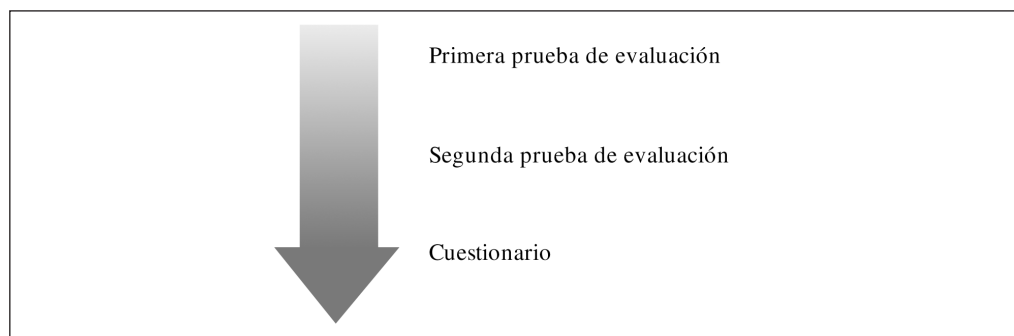 Primera prueba de evaluación
Segunda prueba de evaluación
Cuestionario